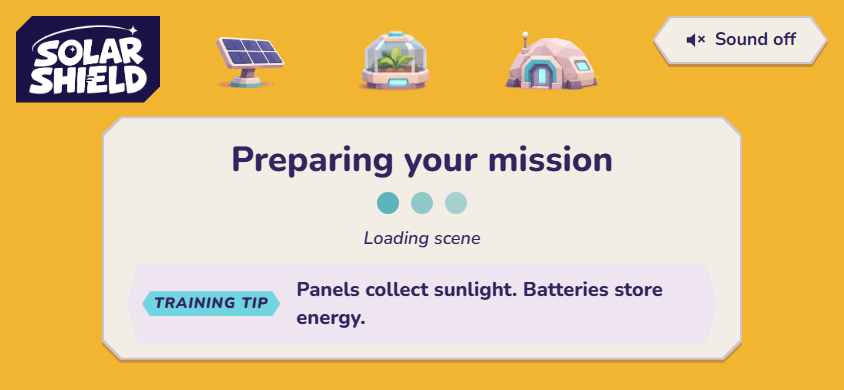 SOLAR
SHIELD
Sound off
Preparing your mission
Loading scene
TRAINING TIP
Panels collect sunlight. Batteries store
energy.